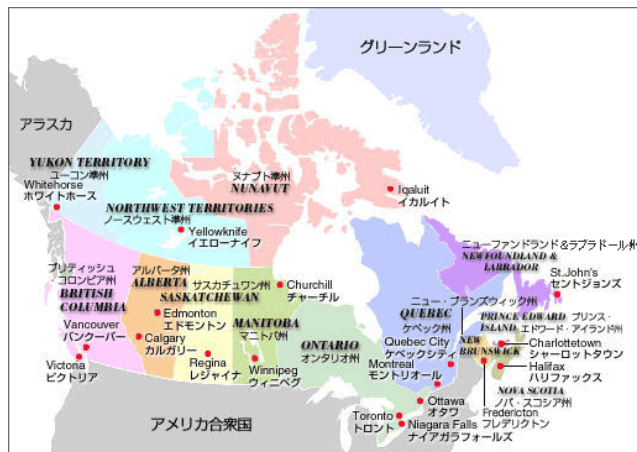 グリーンランド
アラスカ
YUKON TERRITORY
ユーコン準州
Whitehorse
ホワイトホース
ヌナブト準州
NUNAVUT
Iqaluit
イカルイト
NORTHWEST TERRITORIES
ノースウェスト準州
Yellowknife
イエローナイフ
ブリティッシュ
コロンビア州
BRITISH
COLUMBIA
Vancouver
バンクーバー
Victoria
ビクトリア
アルバータ州
ALBERTA
Edmonton
エドモントン
Calgary
カルガリー
サスカチュワン州
SASKATCHEWAN
Regina
レジャイナ
MANITOBA
マニトバ州
Churchill
チャーチル
Winnipeg
ウィニペグ
ONTARIO
オンタリオ州
Ottawa
オタワ
Toronto
トロント
Niagara Falls
ナイアガラフォールズ
QUEBEC
ケベック州
Quebec City
ケベックシティ
Montreal
モントリオール
ニューファンドランド&ラブラドール州
NEWFOUNDLAND &
LABRADOR
St.John's
セントジョンズ
ニュー・ブランズウィック州
NEW
BRUNSWICK
Fredericton
フレデリクトン
PRINCE EDWARD
ISLAND
プリンス・
エドワード・アイランド州
Charlottetown
シャーロットタウン
Halifax
ハリファックス
NOVA SCOTIA
ノバ・スコシア州
アメリカ合衆国